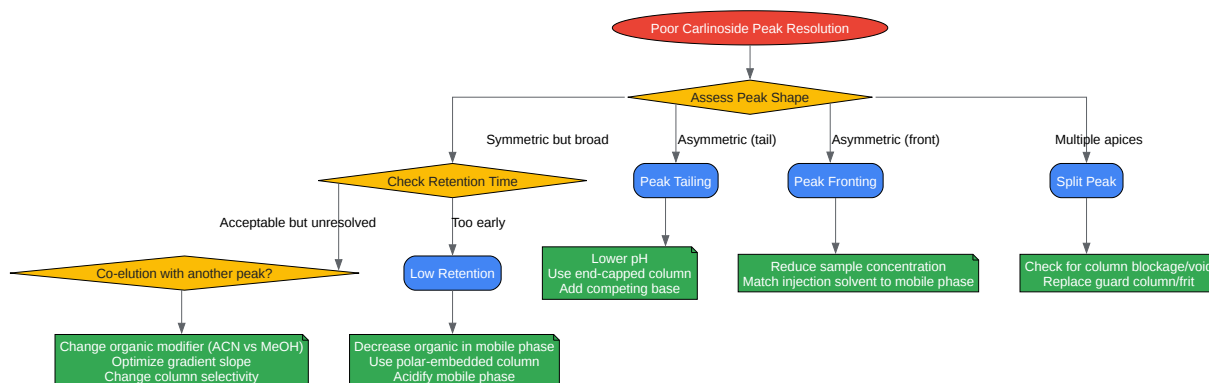 Poor Carlinoside Peak Resolution
Assess Peak Shape
Symmetric but broad
Asymmetric (tail)
Asymmetric (front)
Multiple apices
Check Retention Time
Peak Tailing
Peak Fronting
Split Peak
Acceptable but unresolved
Too early
Co-elution with another peak?
Low Retention
Lower pH
Use end-capped column
Add competing base
Reduce sample concentration
Match injection solvent to mobile phase
Check for column blockage/void
Replace guard column/frit
Change organic modifier (ACN vs MeOH)
Optimize gradient slope
Change column selectivity
Decrease organic in mobile phase
Use polar-embedded column
Acidify mobile phase